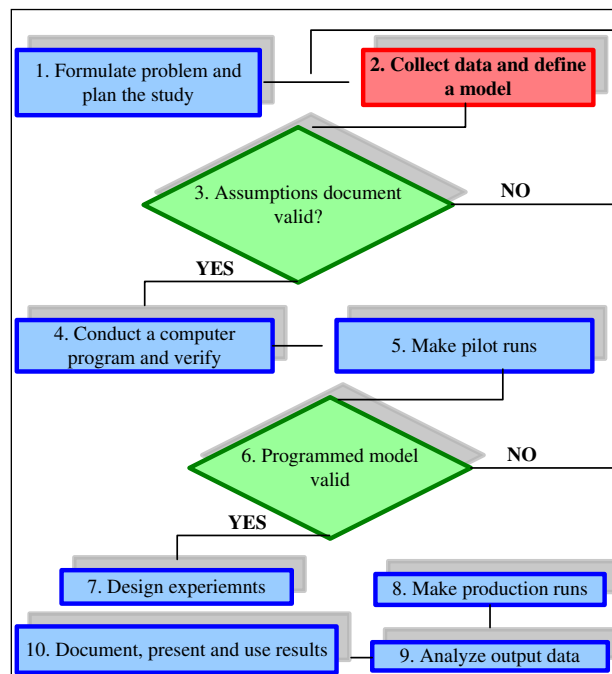 1. Formulate problem and
plan the study
2. Collect data and define
a model
3. Assumptions document
valid?
NO
YES
4. Conduct a computer
program and verify
5. Make pilot runs
6. Programmed model
valid
NO
YES
7. Design experiemnts
8. Make production runs
10. Document, present and use results
9. Analyze output data